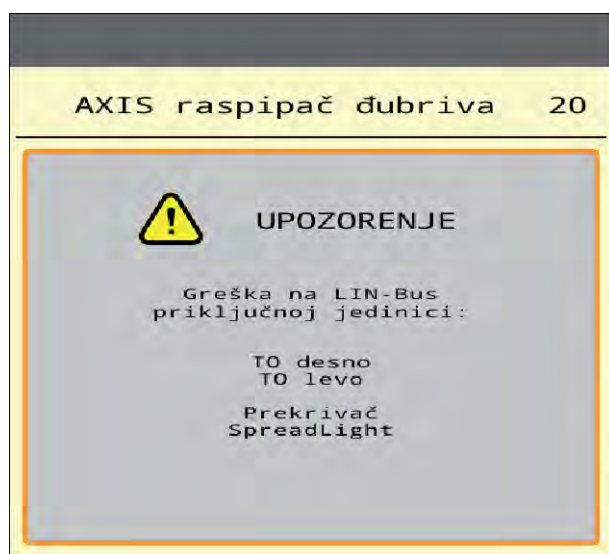 AXIS raspipač đubriva 20
UPOZORENJE
Greška na LIN-Bus
priključnoj jedinici:
TO desno
TO levo
Prekrivač
SpreadLight